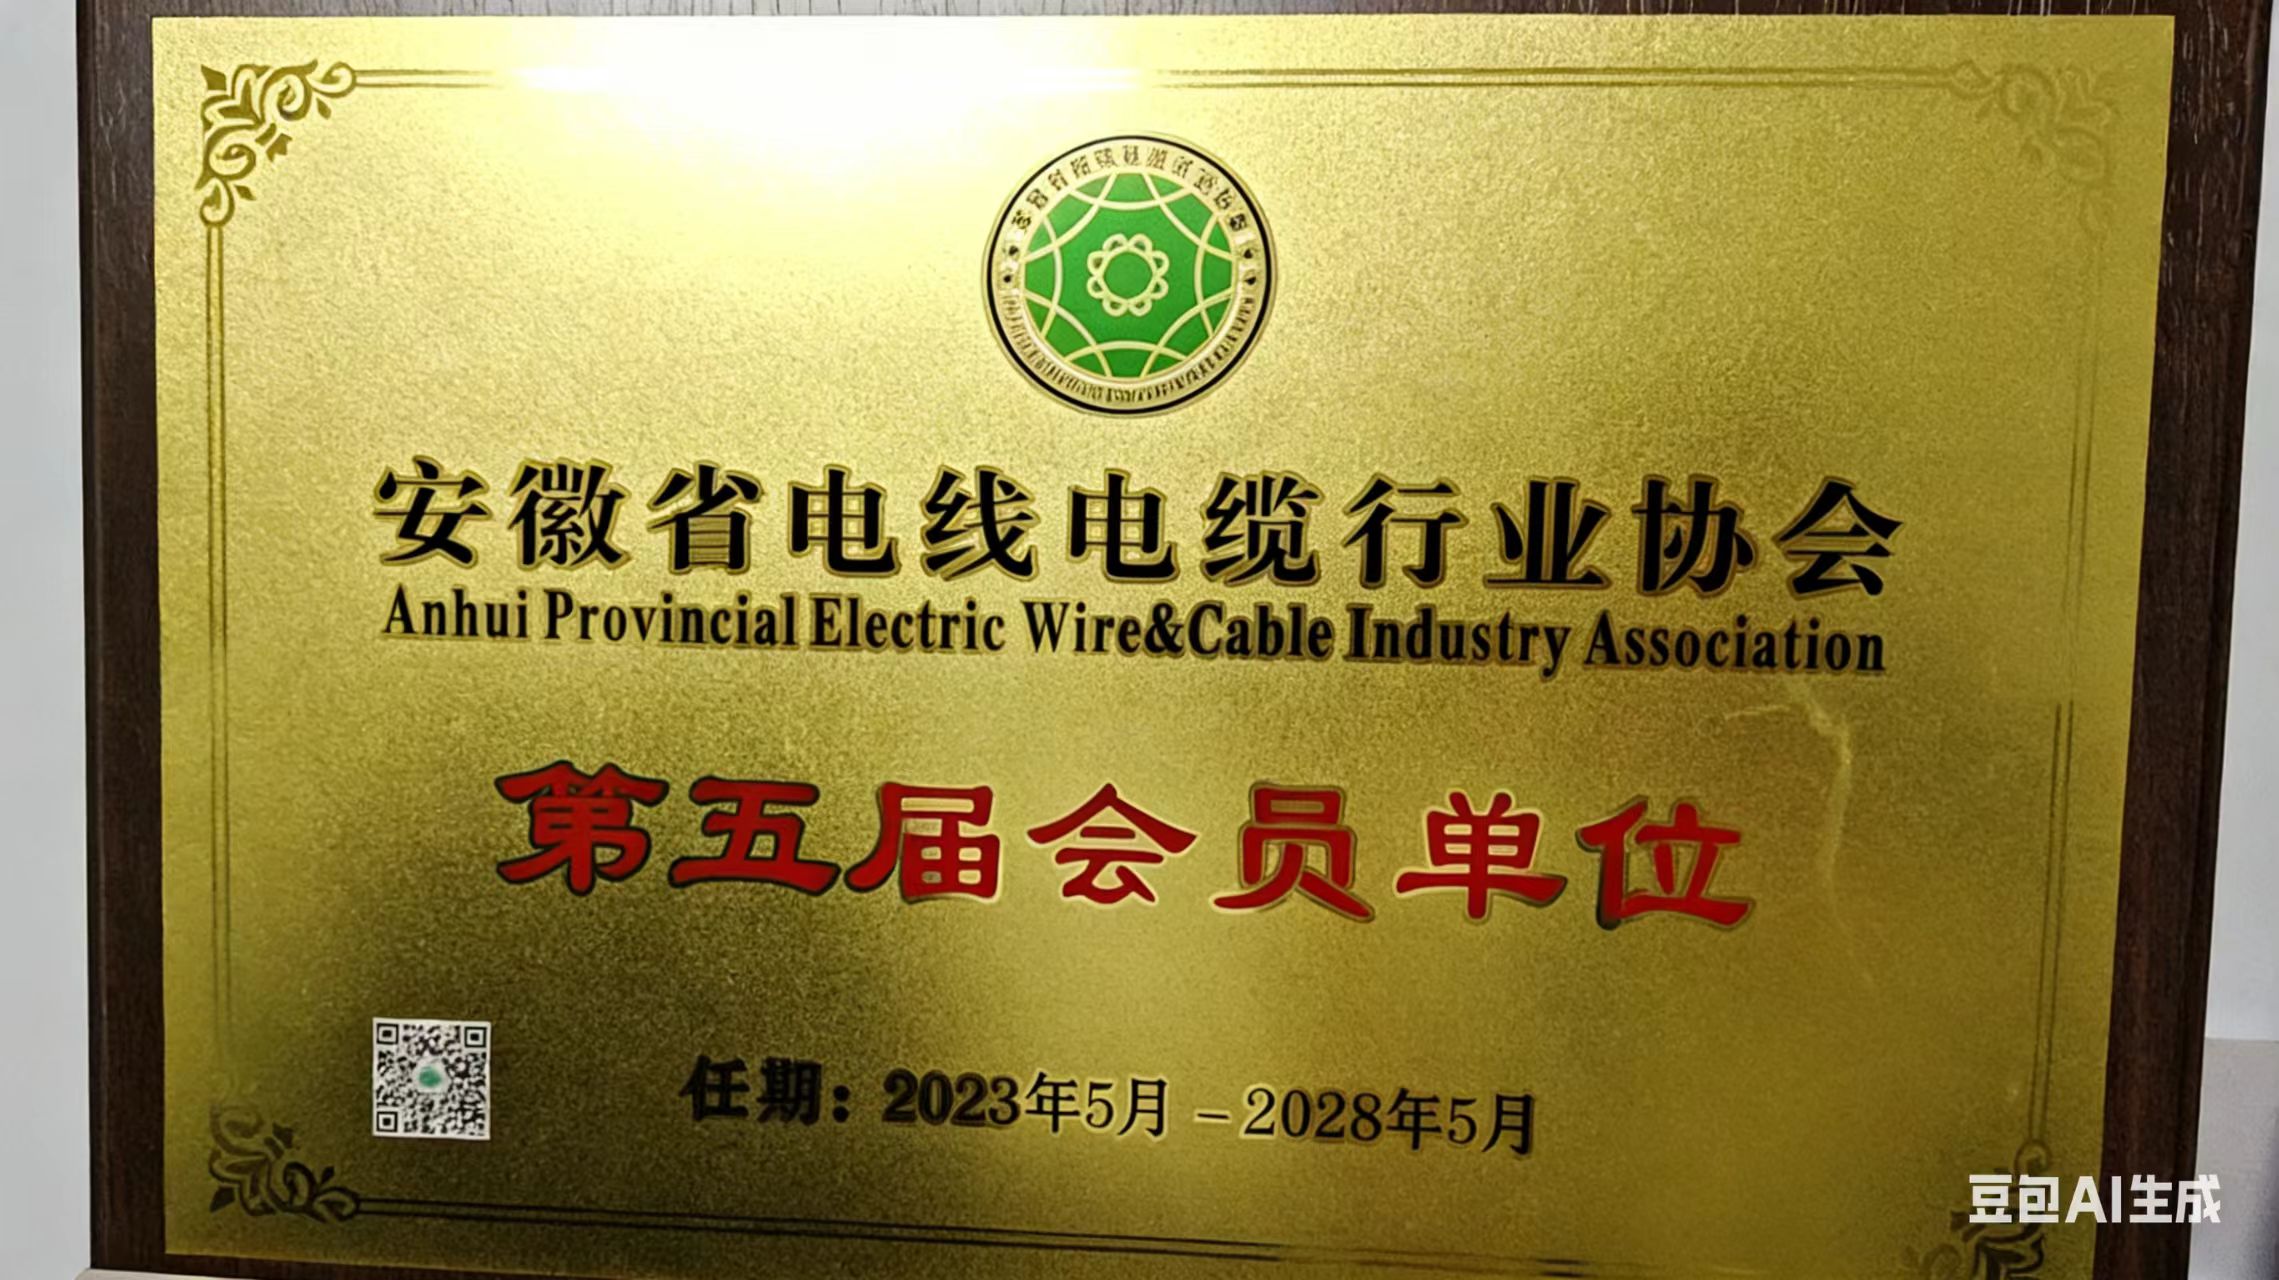 安徽省电线电缆行业协会
Anhui Provincial Electric Wire&Cable Industry Association
第五届会员单位
任期：2023年5月－2028年5月
豆包AI生成